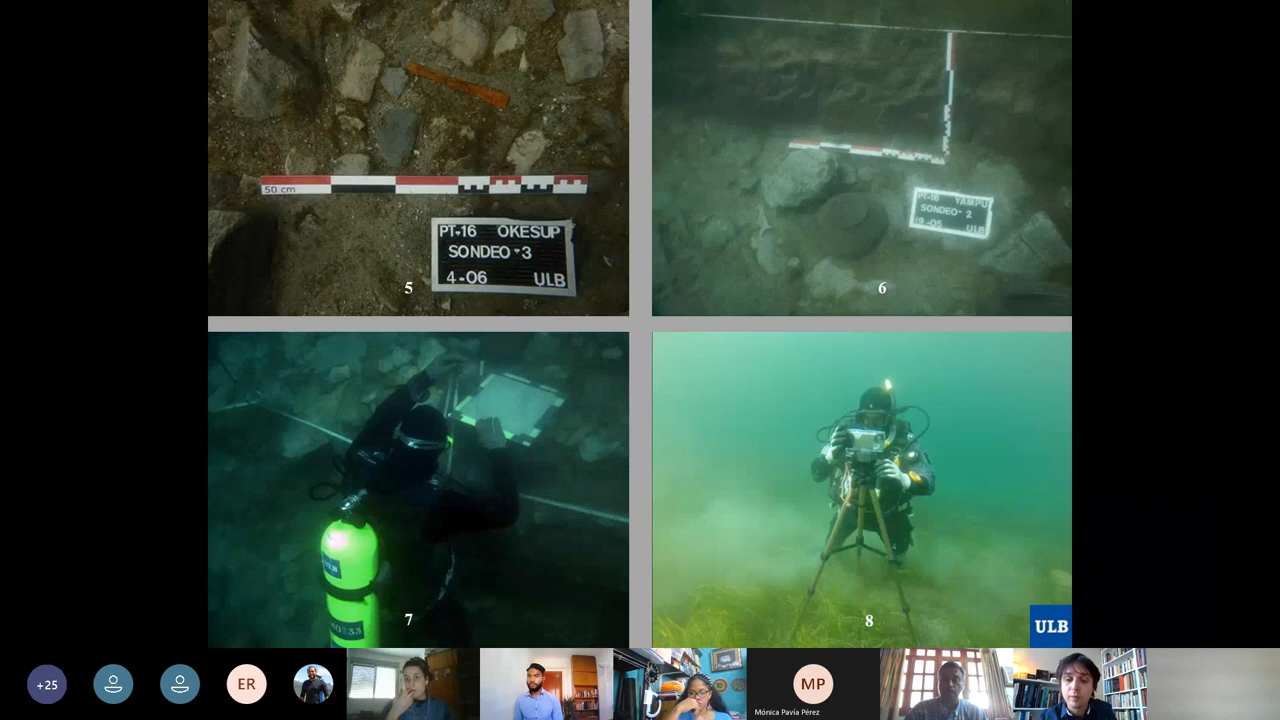 50 cm
PT-16 OKESUP
SONDEO 3
4-06 ULB
5
PT-16 YAMPU
SONDEO 2
19-05 ULB
6
7
8
ULB
+25
ER
MP
Mónica Pavía Pérez